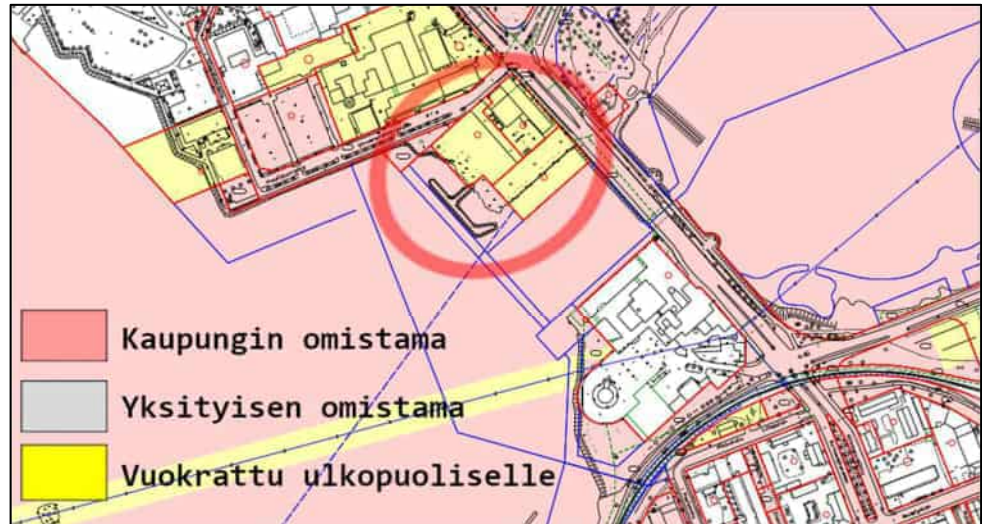 Kaupungin omistama
Yksityisen omistama
Vuokrattu ulkopuoliselle